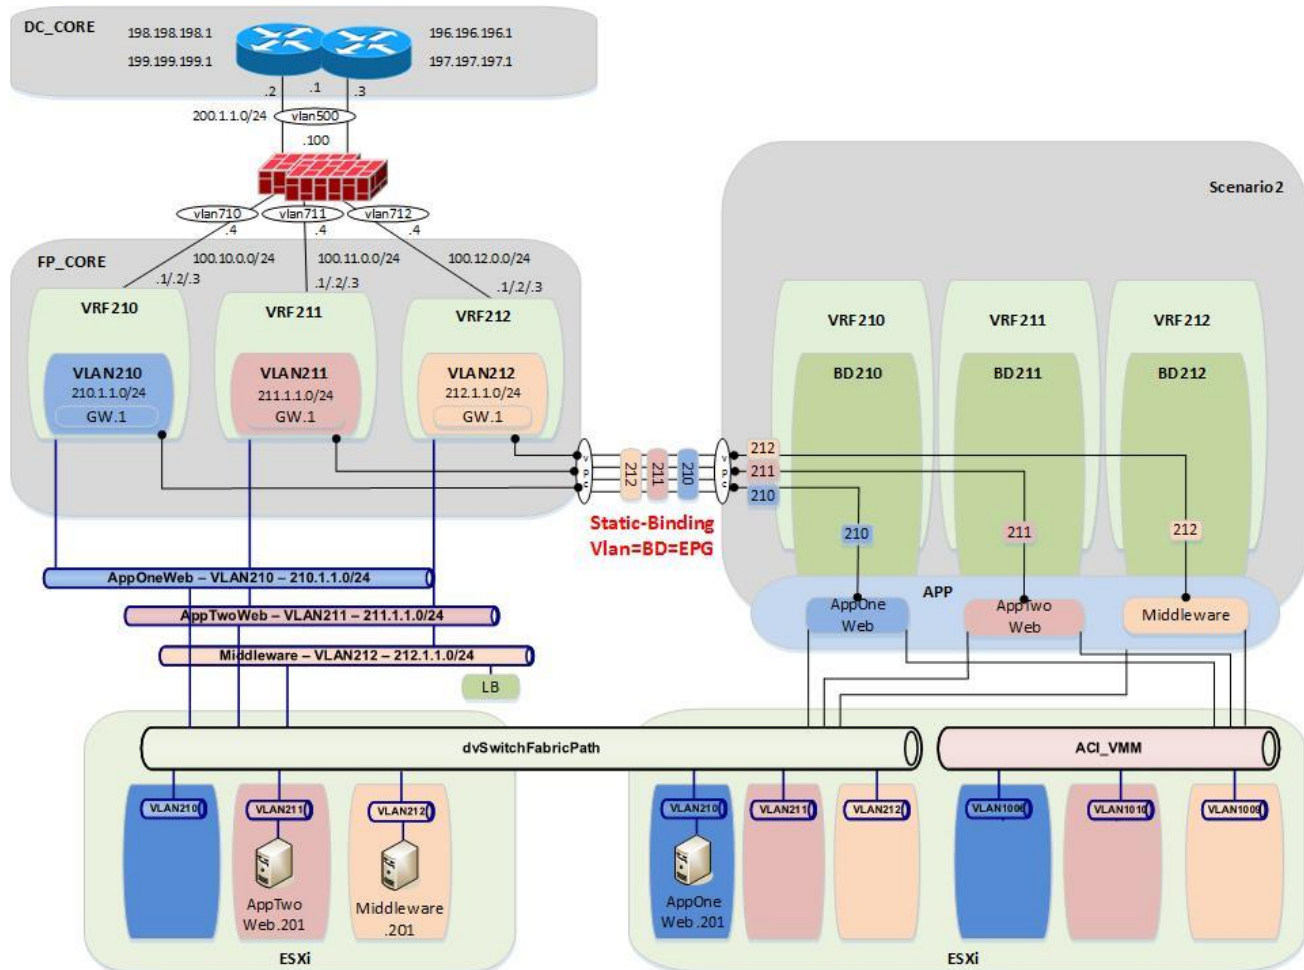 DC_CORE
198.198.198.1
199.199.199.1
196.196.196.1
197.197.197.1
.2
.1
.3
200.1.1.0/24
vlan500
.100
vlan710
vlan711
vlan712
.4
.4
.4
FP_CORE
100.10.0.0/24
100.11.0.0/24
100.12.0.0/24
.1/.2/.3
.1/.2/.3
.1/.2/.3
VRF210
VRF211
VRF212
VLAN210
210.1.1.0/24
GW.1
VLAN211
211.1.1.0/24
GW.1
VLAN212
212.1.1.0/24
GW.1
Scenario2
VRF210
VRF211
VRF212
BD210
BD211
BD212
vpc
212
211
210
vpc
212
211
210
Static-Binding
Vlan=BD=EPG
210
211
212
APP
AppOne
Web
AppTwo
Web
Middleware
AppOneWeb – VLAN210 – 210.1.1.0/24
AppTwoWeb – VLAN211 – 211.1.1.0/24
Middleware – VLAN212 – 212.1.1.0/24
LB
dvSwitchFabricPath
ACI_VMM
VLAN210
VLAN211
VLAN212
VLAN210
VLAN211
VLAN212
VLAN1006
VLAN1010
VLAN1009
AppTwo
Web.201
Middleware
.201
AppOne
Web.201
ESXi
ESXi